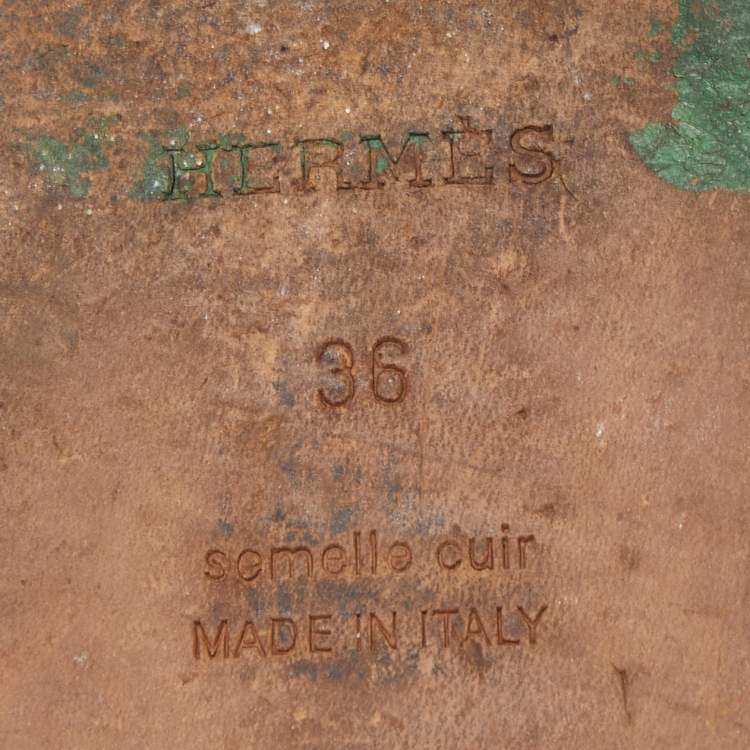 HERMÈS
36
semelle cuir
MADE IN ITALY